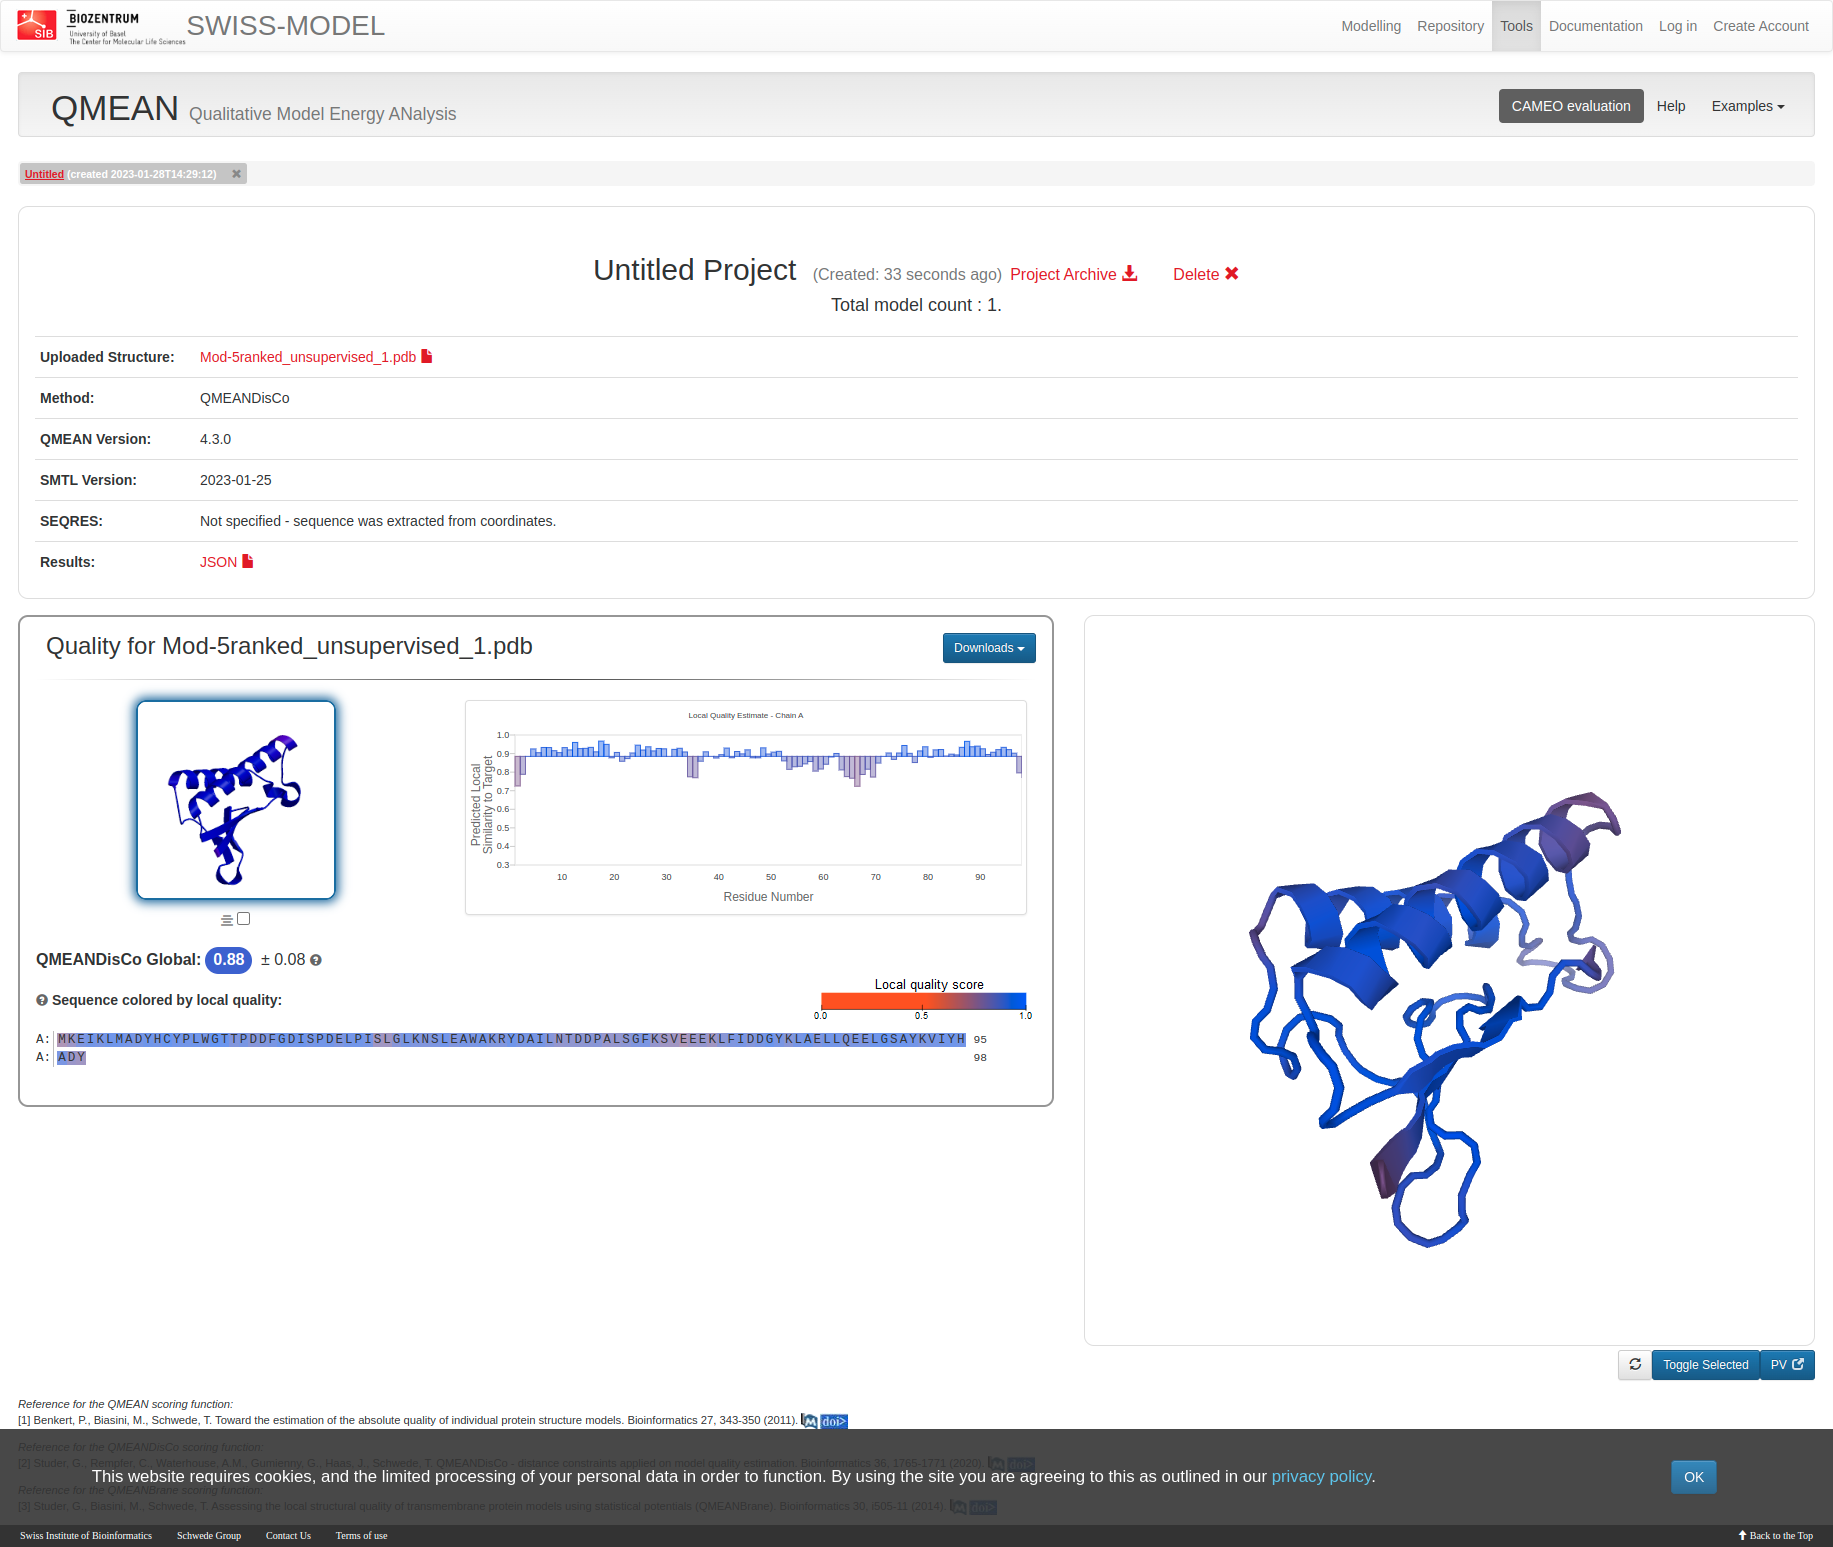 SIB
BIOZENTRUM
University of Basel
The Center for Molecular Life Sciences
SWISS-MODEL
Modelling Repository Tools Documentation Log in Create Account
QMEAN Qualitative Model Energy ANalysis
CAMEO evaluation Help Examples
Untitled (created 2023-01-28T14:29:12)
Untitled Project (Created: 33 seconds ago) Project Archive Delete
Total model count : 1.
Uploaded Structure: Mod-5ranked_unsupervised_1.pdb
Method: QMEANDisCo
QMEAN Version: 4.3.0
SMTL Version: 2023-01-25
SEQRES: Not specified - sequence was extracted from coordinates.
Results: JSON
Quality for Mod-5ranked_unsupervised_1.pdb
Downloads
Local Quality Estimate - Chain A
Predicted Local
Similarity to Target
1.0
0.9
0.8
0.7
0.6
0.5
0.4
0.3
10 20 30 40 50 60 70 80 90
Residue Number
QMEANDisCo Global: 0.88 ± 0.08
Sequence colored by local quality:
Local quality score
0.0 0.5 1.0
A: MKEIKLMADYHCYPLWGTTPDDFGDISPDELPISLGLKNSLEAWAKRYDAILNTDDPALSGFKSVEEEKLFIDDGYKLAELLQEELGSAYKVIYH 95
A: ADY 98
Toggle Selected
PV
Reference for the QMEAN scoring function:
[1] Benkert, P., Biasini, M., Schwede, T. Toward the estimation of the absolute quality of individual protein structure models. Bioinformatics 27, 343-350 (2011). doi>
Reference for the QMEANDisCo scoring function:
[2] Studer, G., Rempfer, C., Waterhouse, A.M., Gumienny, G., Haas, J., Schwede, T. QMEANDisCo - distance constraints applied on model quality estimation. Bioinformatics 36, 1765-1771 (2020). doi>
This website requires cookies, and the limited processing of your personal data in order to function. By using the site you are agreeing to this as outlined in our privacy policy.
OK
Reference for the QMEANBrane scoring function:
[3] Studer, G., Biasini, M., Schwede, T. Assessing the local structural quality of transmembrane protein models using statistical potentials (QMEANBrane). Bioinformatics 30, i505-11 (2014). doi>
Swiss Institute of Bioinformatics Schwede Group Contact Us Terms of use
Back to the Top